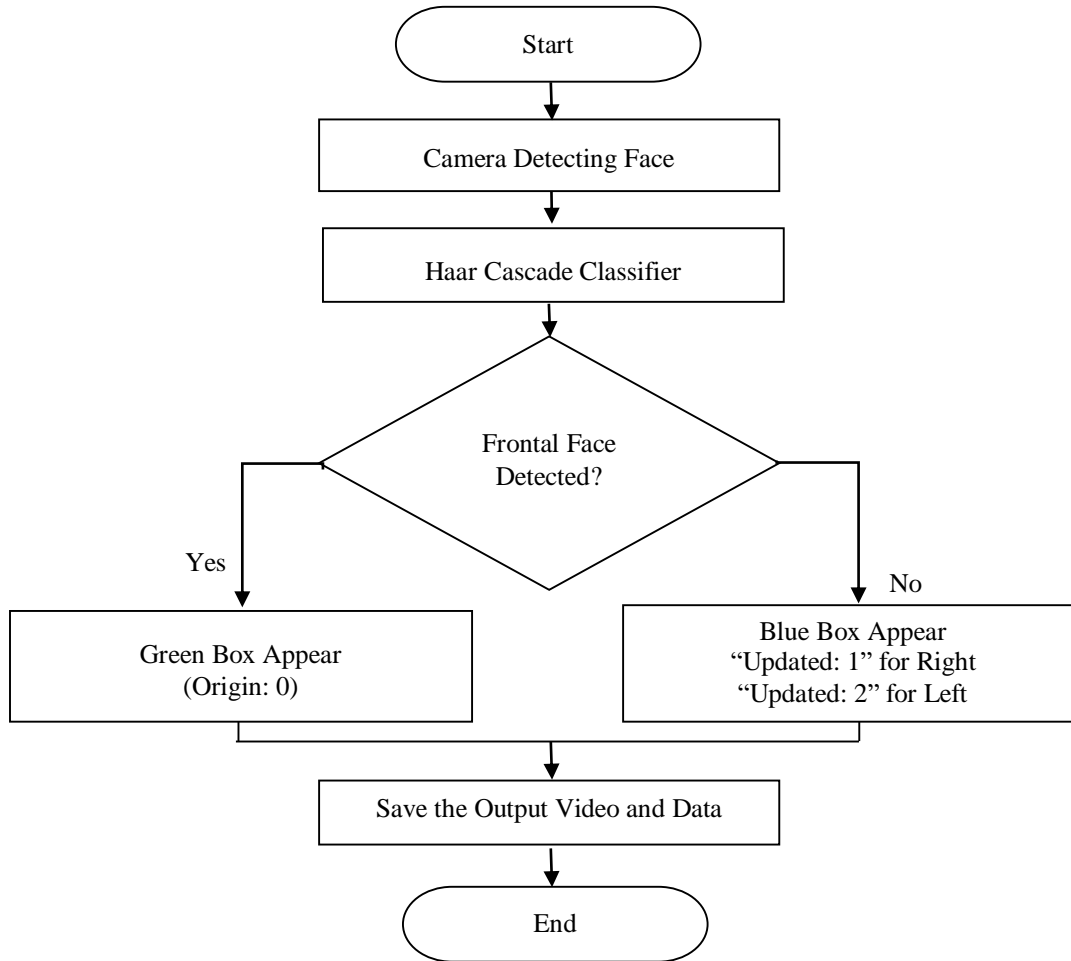 Start
Camera Detecting Face
Haar Cascade Classifier
Frontal Face
Detected?
Yes
No
Green Box Appear
(Origin: 0)
Blue Box Appear
“Updated: 1” for Right
“Updated: 2” for Left
Save the Output Video and Data
End